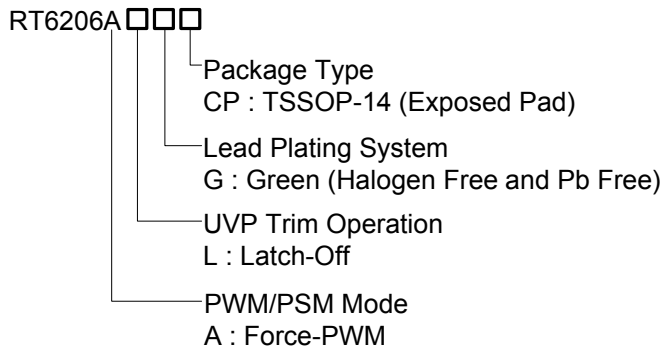 RT6206A
Package Type
CP : TSSOP-14 (Exposed Pad)
Lead Plating System
G : Green (Halogen Free and Pb Free)
UVP Trim Operation
L : Latch-Off
PWM/PSM Mode
A : Force-PWM